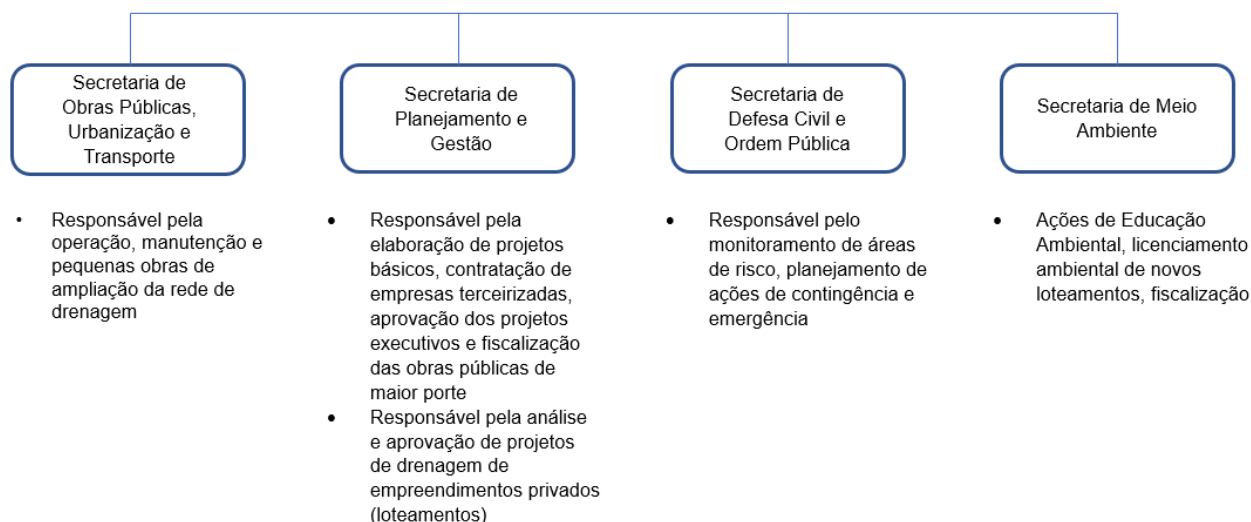 Secretaria de
Obras Públicas,
Urbanização e
Transporte
Secretaria de
Planejamento e
Gestão
Secretaria de
Defesa Civil e
Ordem Pública
Secretaria de Meio
Ambiente
• Responsável pela
operação, manutenção e
pequenas obras de
ampliação da rede de
drenagem
• Responsável pela
elaboração de projetos
básicos, contratação de
empresas terceirizadas,
aprovação dos projetos
executivos e fiscalização
das obras públicas de
maior porte
• Responsável pela análise
e aprovação de projetos
de drenagem de
empreendimentos privados
(loteamentos)
• Responsável pelo
monitoramento de áreas
de risco, planejamento de
ações de contingência e
emergência
• Ações de Educação
Ambiental, licenciamento
ambiental de novos
loteamentos, fiscalização